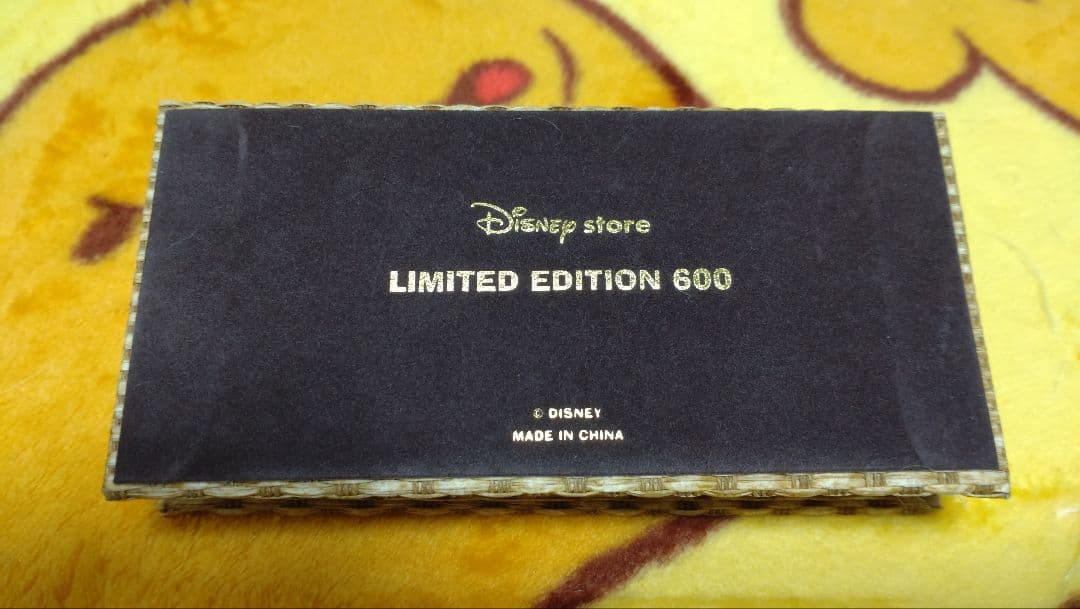 Disney store
LIMITED EDITION 600
© DISNEY
MADE IN CHINA